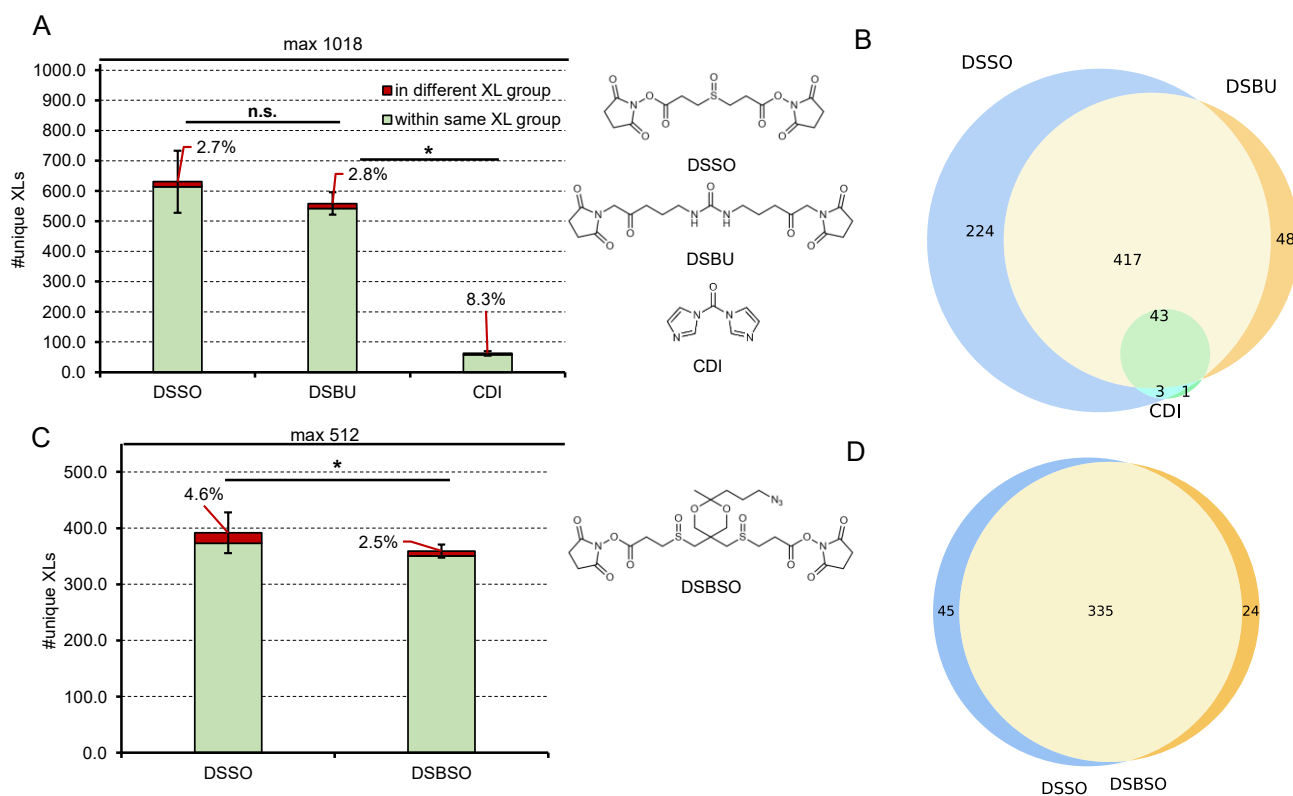 A
max 1018
1000.0
900.0
800.0
700.0
600.0
500.0
400.0
300.0
200.0
100.0
0.0
#unique XLs
in different XL group
within same XL group
n.s.
*
2.7%
2.8%
8.3%
DSSO
DSBU
CDI
O
O
N
O
O
S
O
O
O
N
O
O
DSSO
O
N
O
O
N
H
O
N
H
O
N
O
O
DSBU
O
N
N
N
N
CDI
B
DSSO
DSBU
224
417
48
43
3
1
CDI
C
max 512
500.0
400.0
300.0
200.0
100.0
0.0
#unique XLs
*
4.6%
2.5%
DSSO
DSBSO
N3
O
O
O
N
O
O
O
S
O
S
O
O
O
N
O
O
DSBSO
D
45
335
24
DSSO
DSBSO